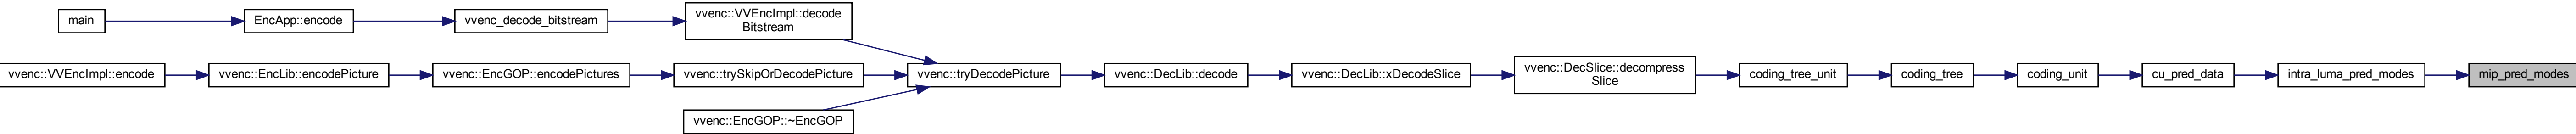 main
EncApp::encode
vvenc_decode_bitstream
vvenc::VVEncImpl::decode
Bitstream
vvenc::VVEncImpl::encode
vvenc::EncLib::encodePicture
vvenc::EncGOP::encodePictures
vvenc::trySkipOrDecodePicture
vvenc::tryDecodePicture
vvenc::DecLib::decode
vvenc::DecLib::xDecodeSlice
vvenc::DecSlice::decompress
Slice
coding_tree_unit
coding_tree
coding_unit
cu_pred_data
intra_luma_pred_modes
mip_pred_modes
vvenc::EncGOP::~EncGOP